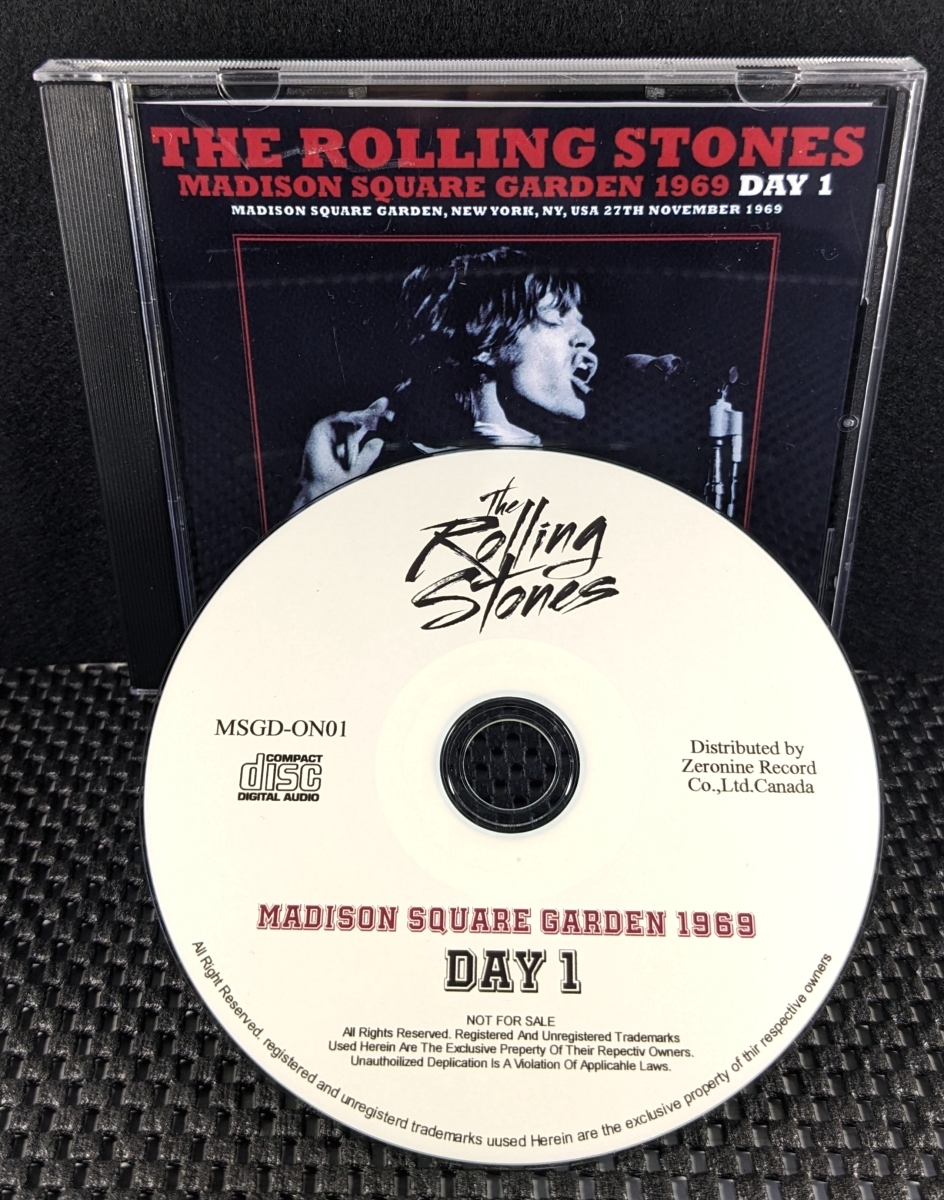 THE ROLLING STONES
MADISON SQUARE GARDEN 1969 DAY 1
MADISON SQUARE GARDEN, NEW YORK, NY, USA 27TH NOVEMBER 1969
The
Rolling
Stones
MSGD-ON01
COMPACT
disc
DIGITAL AUDIO
Distributed by
Zeronine Record
Co.,Ltd.Canada
MADISON SQUARE GARDEN 1969
DAY 1
NOT FOR SALE
All Rights Reserved. Registered And Unregistered Trademarks
Used Herein Are The Exclusive Preperty Of Their Repectiv Owners.
Unauthoilized Deplication Is A Violation Of Applicahle Laws.
All Right Reserved. registered and unregisterd trademarks uused Herein are the exclusive property of thir respective owners